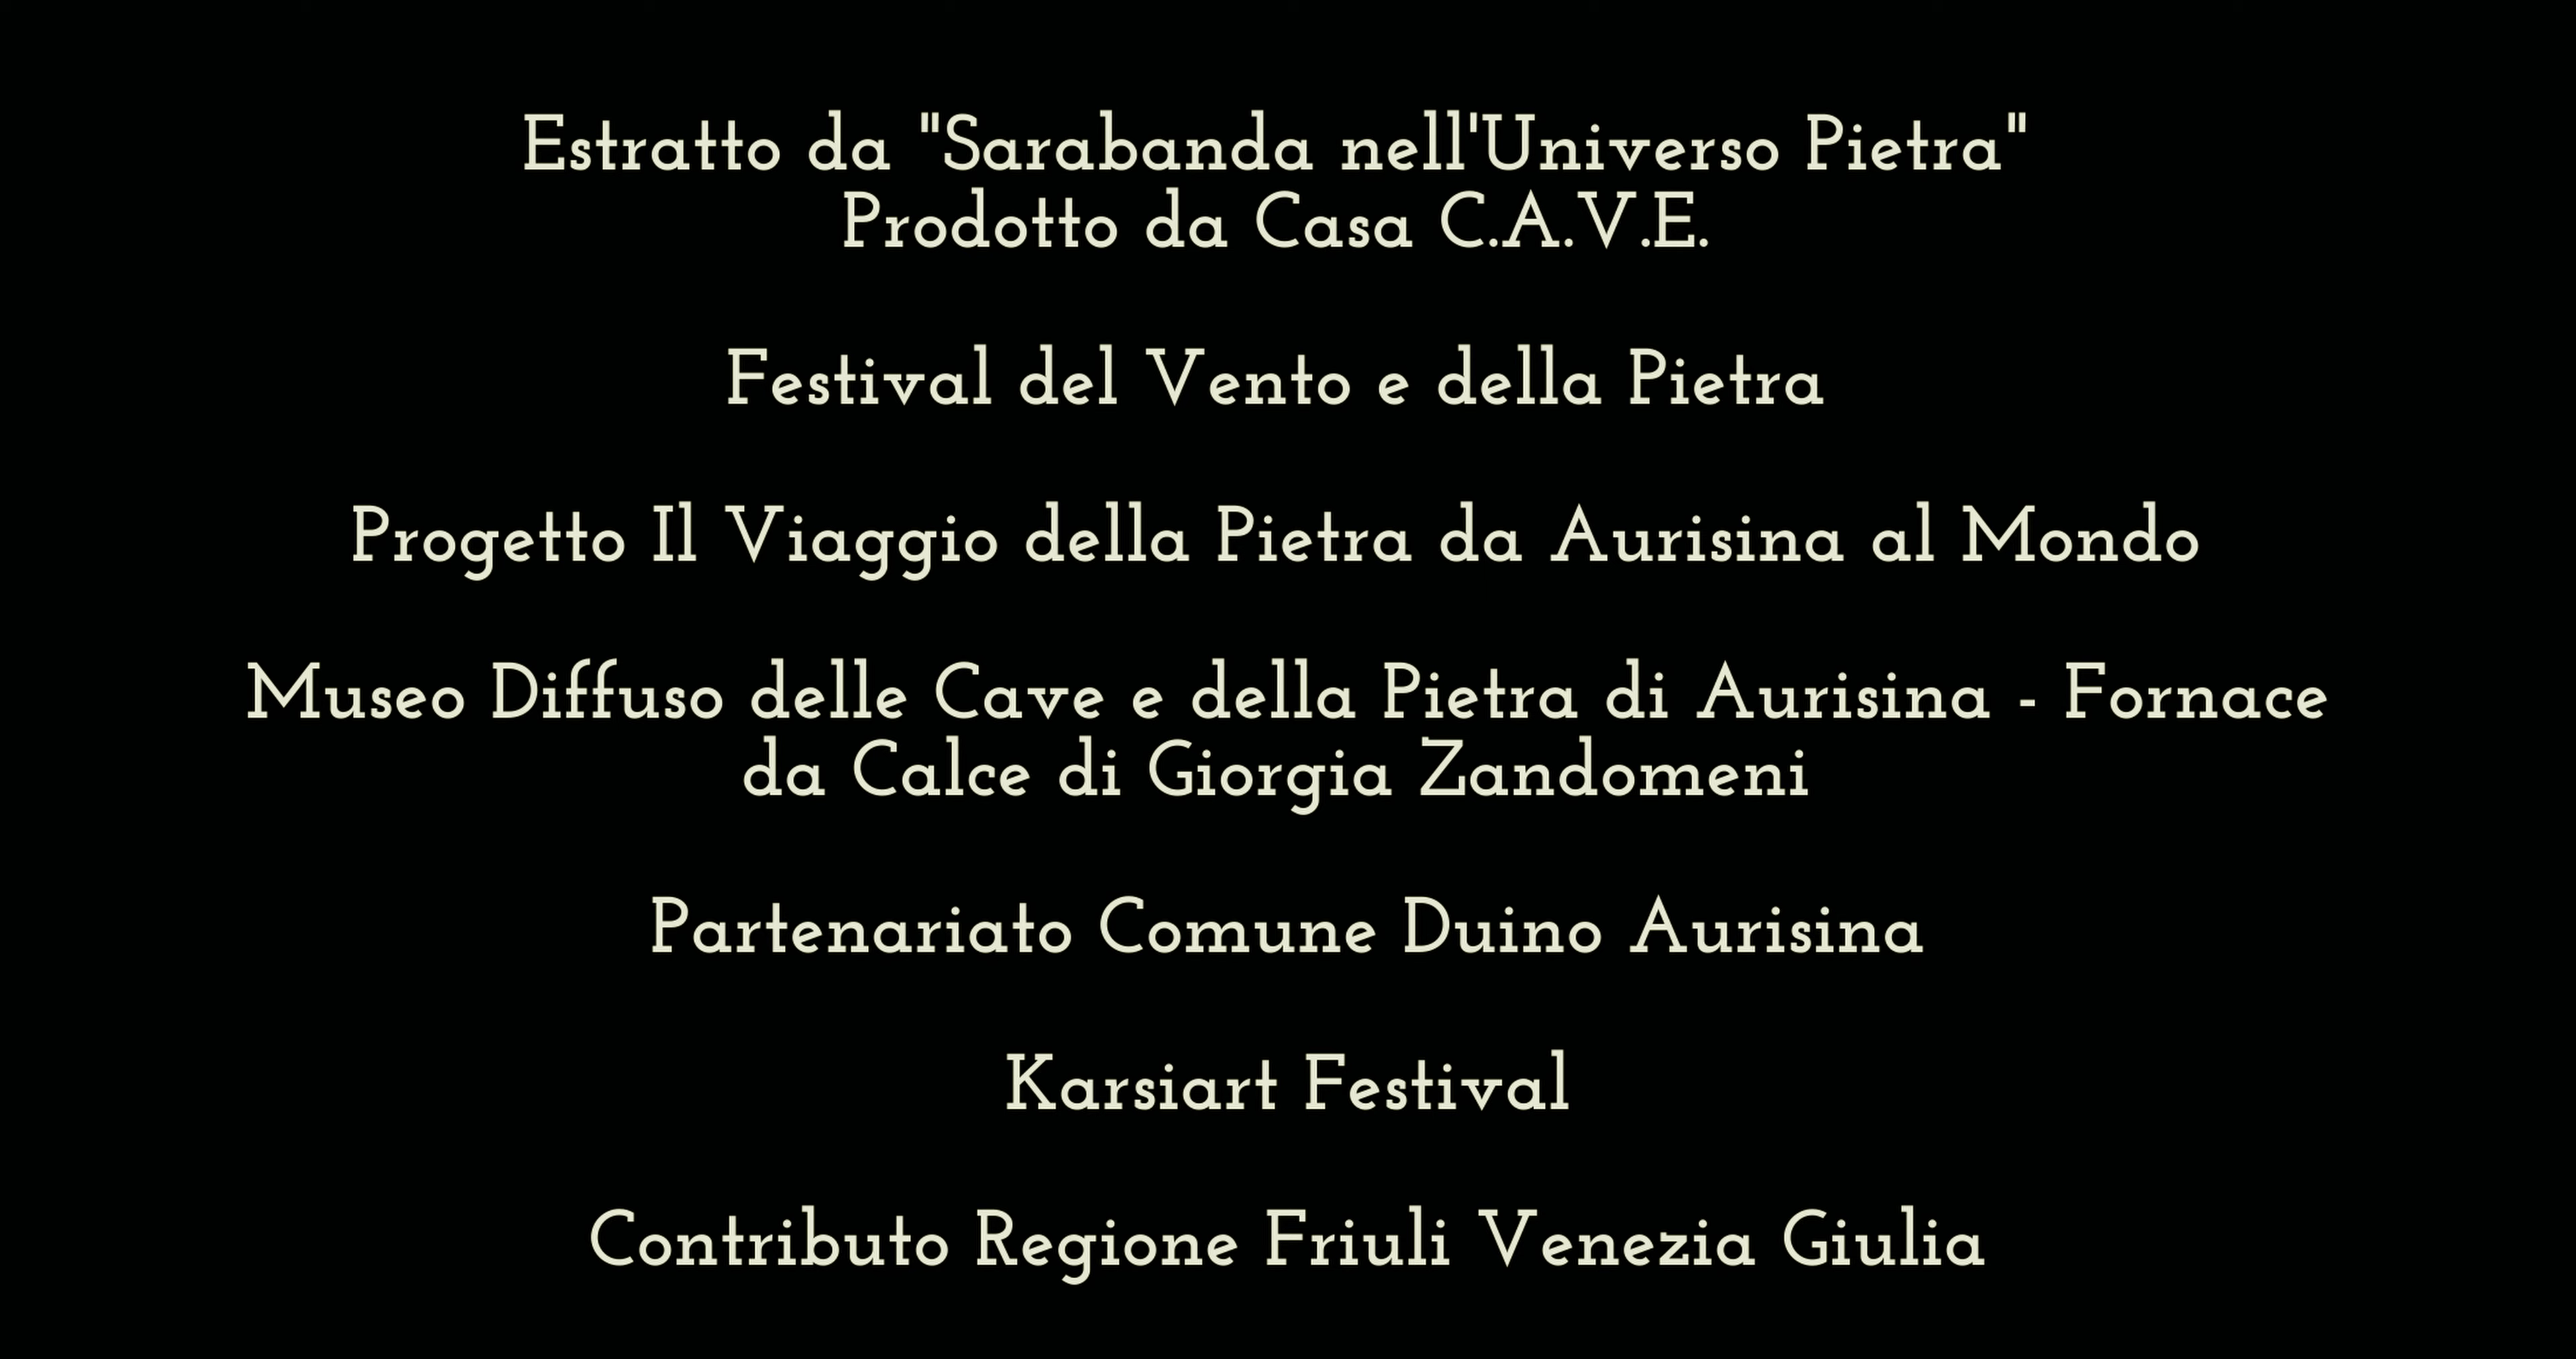 Estratto da "Sarabanda nell'Universo Pietra"
Prodotto da Casa C.A.V.E.
Festival del Vento e della Pietra
Progetto Il Viaggio della Pietra da Aurisina al Mondo
Museo Diffuso delle Cave e della Pietra di Aurisina - Fornace
da Calce di Giorgia Zandomeni
Partenariato Comune Duino Aurisina
Karsiart Festival
Contributo Regione Friuli Venezia Giulia